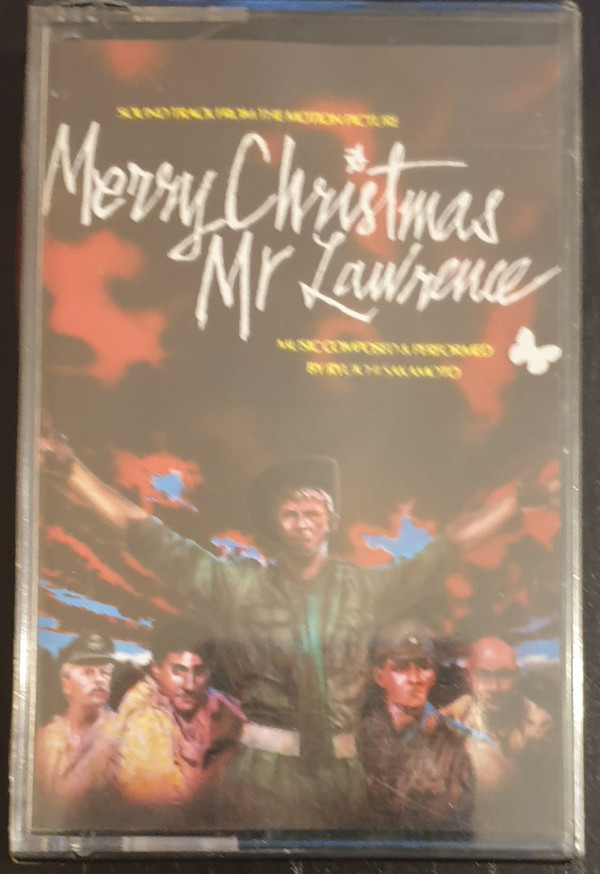 SOUND TRACK FROM THE MOTION PICTURE
Merry Christmas
Mr Lawrence
MUSIC COMPOSED & PERFORMED
BY RYUICHI SAKAMOTO